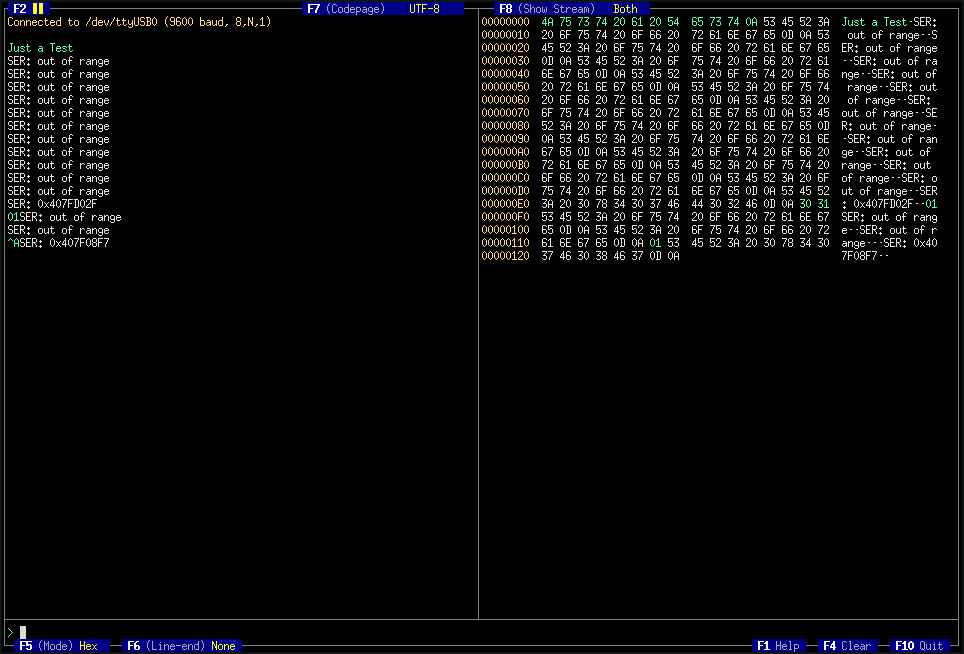 F2 F7 (Codepage) UTF-8 F8 (Show Stream) Both
Connected to /dev/ttyUSB0 (9600 baud, 8,N,1)
Just a Test
SER: out of range
SER: out of range
SER: out of range
SER: out of range
SER: out of range
SER: out of range
SER: out of range
SER: out of range
SER: out of range
SER: out of range
SER: out of range
SER: 0x407FD02F
01SER: out of range
SER: out of range
^ASER: 0x407F08F7
00000000 4A 75 73 74 20 61 20 54 65 73 74 0A 53 45 52 3A Just a Test·SER:
00000010 20 6F 75 74 20 6F 66 20 72 61 6E 67 65 0D 0A 53 out of range··S
00000020 45 52 3A 20 6F 75 74 20 6F 66 20 72 61 6E 67 65 ER: out of range
00000030 0D 0A 53 45 52 3A 20 6F 75 74 20 6F 66 20 72 61 ··SER: out of ra
00000040 6E 67 65 0D 0A 53 45 52 3A 20 6F 75 74 20 6F 66 nge··SER: out of
00000050 20 72 61 6E 67 65 0D 0A 53 45 52 3A 20 6F 75 74 range··SER: out
00000060 20 6F 66 20 72 61 6E 67 65 0D 0A 53 45 52 3A 20 of range··SER:
00000070 6F 75 74 20 6F 66 20 72 61 6E 67 65 0D 0A 53 45 out of range··SE
00000080 52 3A 20 6F 75 74 20 6F 66 20 72 61 6E 67 65 0D R: out of range·
00000090 0A 53 45 52 3A 20 6F 75 74 20 6F 66 20 72 61 6E ·SER: out of ran
000000A0 67 65 0D 0A 53 45 52 3A 20 6F 75 74 20 6F 66 20 ge··SER: out of
000000B0 72 61 6E 67 65 0D 0A 53 45 52 3A 20 6F 75 74 20 range··SER: out
000000C0 6F 66 20 72 61 6E 67 65 0D 0A 53 45 52 3A 20 6F of range··SER: o
000000D0 75 74 20 6F 66 20 72 61 6E 67 65 0D 0A 53 45 52 ut of range··SER
000000E0 3A 20 30 78 34 30 37 46 44 30 32 46 0D 0A 30 31 : 0x407FD02F··01
000000F0 53 45 52 3A 20 6F 75 74 20 6F 66 20 72 61 6E 67 SER: out of rang
00000100 65 0D 0A 53 45 52 3A 20 6F 75 74 20 6F 66 20 72 e··SER: out of r
00000110 61 6E 67 65 0D 0A 01 53 45 52 3A 20 30 78 34 30 ange···SER: 0x40
00000120 37 46 30 38 46 37 0D 0A 7F08F7··
>
F5 (Mode) Hex F6 (Line-end) None F1 Help F4 Clear F10 Quit